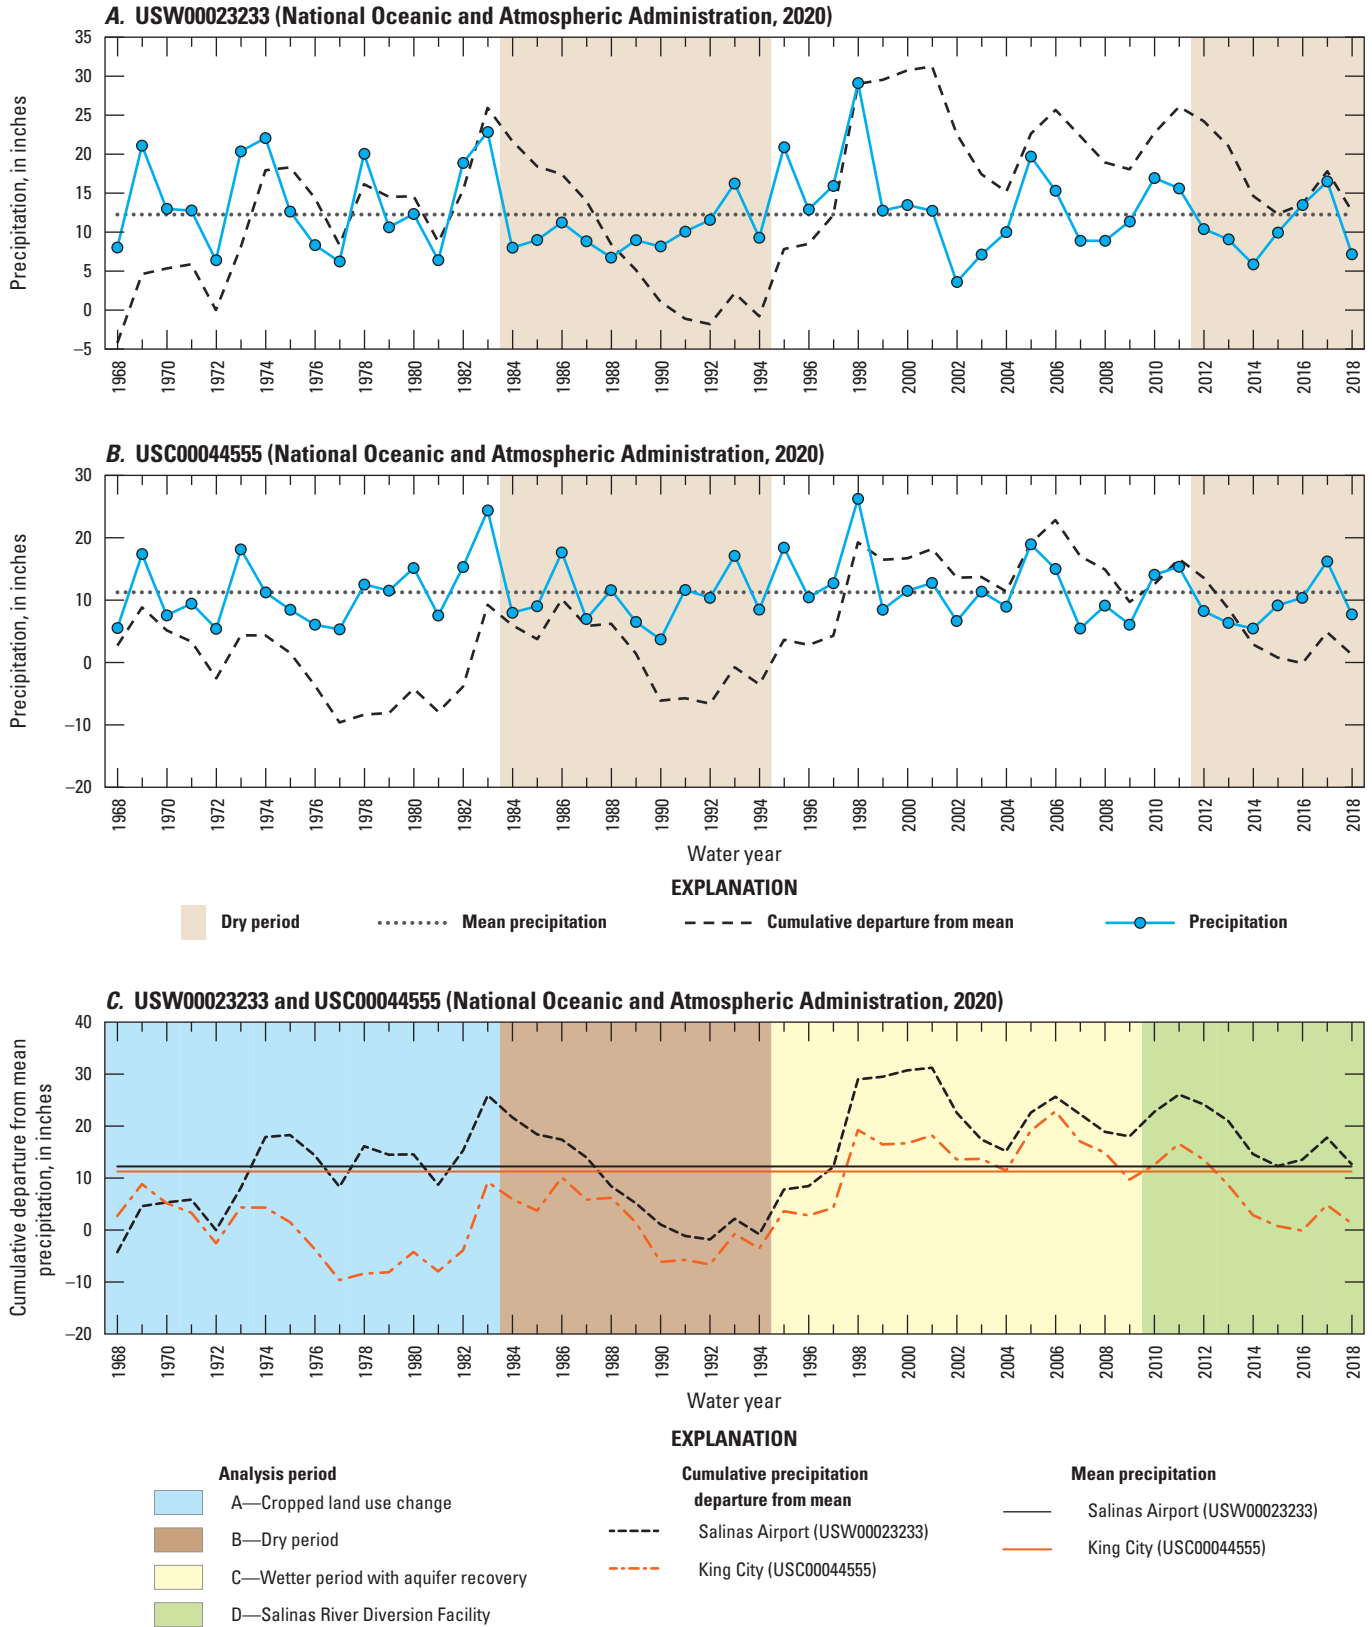 A. USW00023233 (National Oceanic and Atmospheric Administration, 2020)
Precipitation, in inches
35
30
25
20
15
10
5
0
–5
1968 1970 1972 1974 1976 1978 1980 1982 1984 1986 1988 1990 1992 1994 1996 1998 2000 2002 2004 2006 2008 2010 2012 2014 2016 2018
B. USC00044555 (National Oceanic and Atmospheric Administration, 2020)
Precipitation, in inches
30
20
10
0
–10
–20
1968 1970 1972 1974 1976 1978 1980 1982 1984 1986 1988 1990 1992 1994 1996 1998 2000 2002 2004 2006 2008 2010 2012 2014 2016 2018
Water year
EXPLANATION
Dry period Mean precipitation Cumulative departure from mean Precipitation
C. USW00023233 and USC00044555 (National Oceanic and Atmospheric Administration, 2020)
Cumulative departure from mean
precipitation, in inches
40
30
20
10
0
–10
–20
1968 1970 1972 1974 1976 1978 1980 1982 1984 1986 1988 1990 1992 1994 1996 1998 2000 2002 2004 2006 2008 2010 2012 2014 2016 2018
Water year
EXPLANATION
Analysis period
A—Cropped land use change
B—Dry period
C—Wetter period with aquifer recovery
D—Salinas River Diversion Facility
Cumulative precipitation
departure from mean
Salinas Airport (USW00023233)
King City (USC00044555)
Mean precipitation
Salinas Airport (USW00023233)
King City (USC00044555)